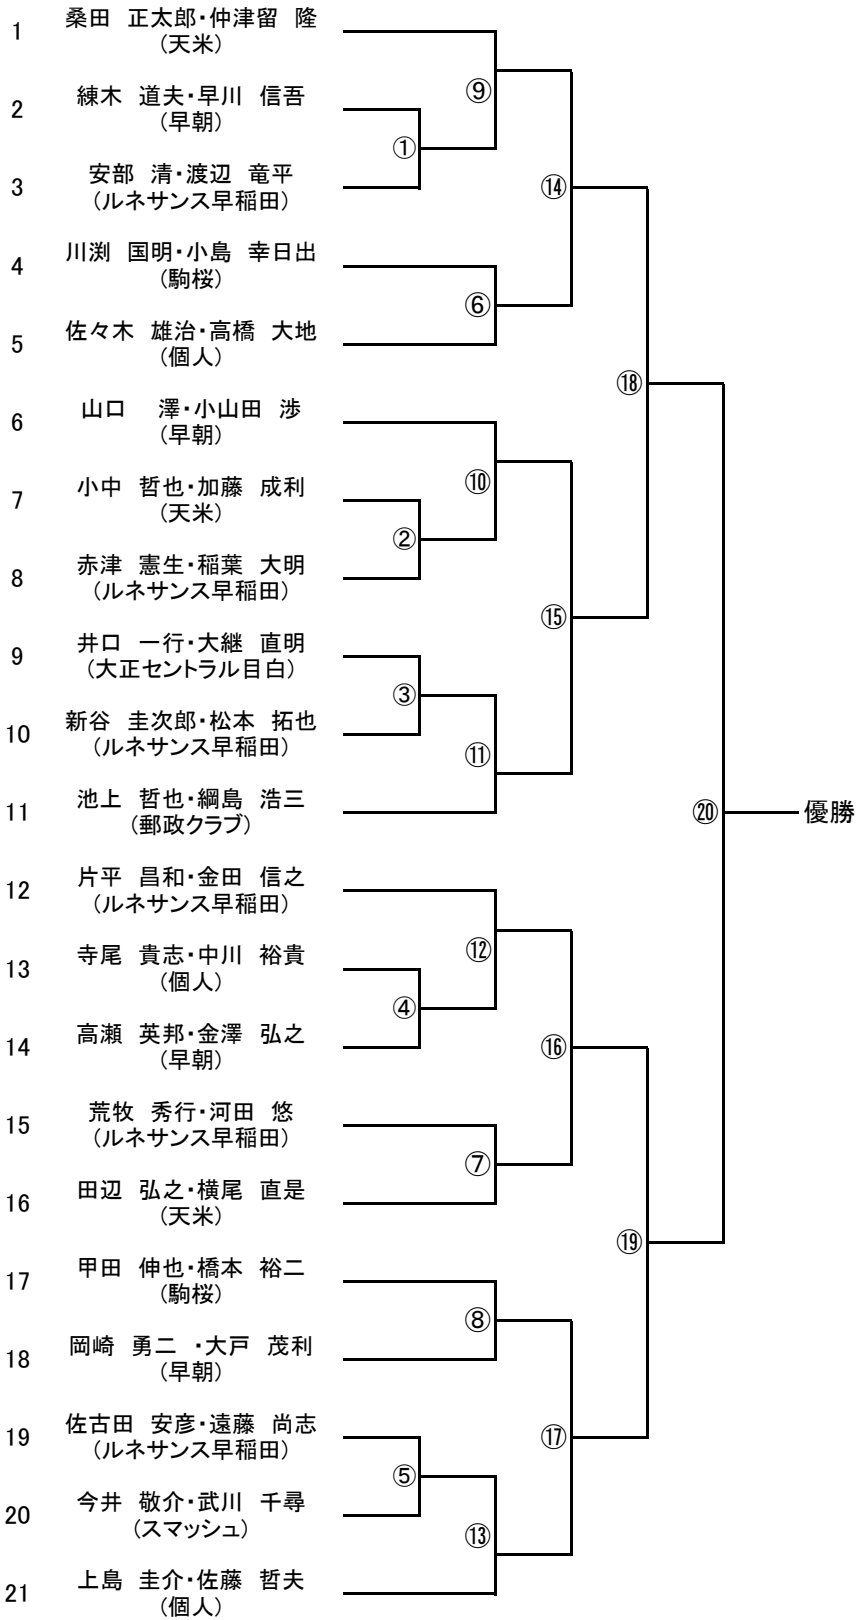 1 桑田 正太郎・仲津留 隆
(天米)
2 練木 道夫・早川 信吾
(早朝)
3 安部 清・渡辺 竜平
(ルネサンス早稲田)
4 川渕 国明・小島 幸日出
(駒桜)
5 佐々木 雄治・高橋 大地
(個人)
6 山口 澤・小山田 渉
(早朝)
7 小中 哲也・加藤 成利
(天米)
8 赤津 憲生・稲葉 大明
(ルネサンス早稲田)
9 井口 一行・大継 直明
(大正セントラル目白)
10 新谷 圭次郎・松本 拓也
(ルネサンス早稲田)
11 池上 哲也・綱島 浩三
(郵政クラブ)
12 片平 昌和・金田 信之
(ルネサンス早稲田)
13 寺尾 貴志・中川 裕貴
(個人)
14 高瀬 英邦・金澤 弘之
(早朝)
15 荒牧 秀行・河田 悠
(ルネサンス早稲田)
16 田辺 弘之・横尾 直是
(天米)
17 甲田 伸也・橋本 裕二
(駒桜)
18 岡崎 勇二 ・大戸 茂利
(早朝)
19 佐古田 安彦・遠藤 尚志
(ルネサンス早稲田)
20 今井 敬介・武川 千尋
(スマッシュ)
21 上島 圭介・佐藤 哲夫
(個人)
①
②
③
④
⑤
⑨
⑥
⑩
⑪
⑫
⑦
⑧
⑬
⑭
⑮
⑯
⑰
⑱
⑲
⑳
優勝